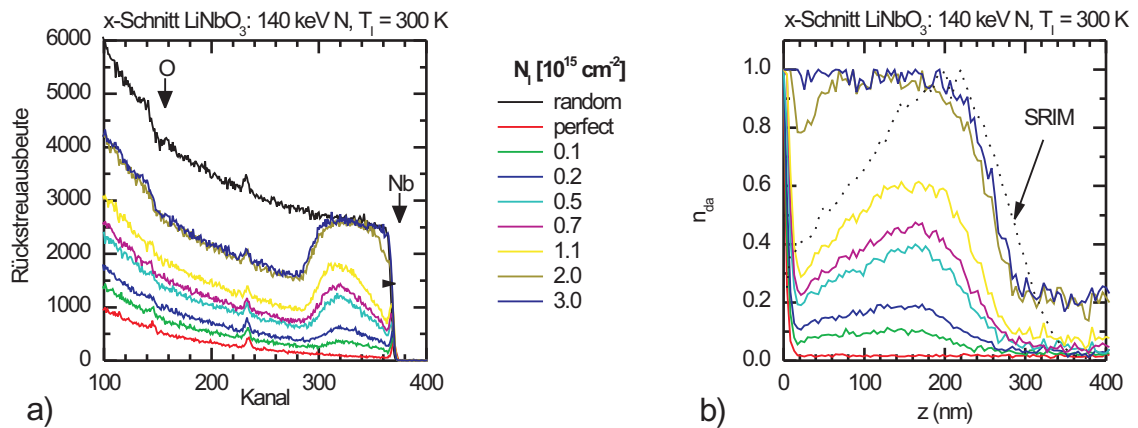 x-Schnitt LiNbO3: 140 keV N, TI = 300 K
6000
5000
4000
3000
2000
1000
0
Rückstreuausbeute
O
Nb
100
200
300
400
Kanal
a)
NI [10^15 cm^-2]
random
perfect
0.1
0.2
0.5
0.7
1.1
2.0
3.0
x-Schnitt LiNbO3: 140 keV N, TI = 300 K
1.0
0.8
0.6
0.4
0.2
0.0
nda
SRIM
0
100
200
300
400
z (nm)
b)